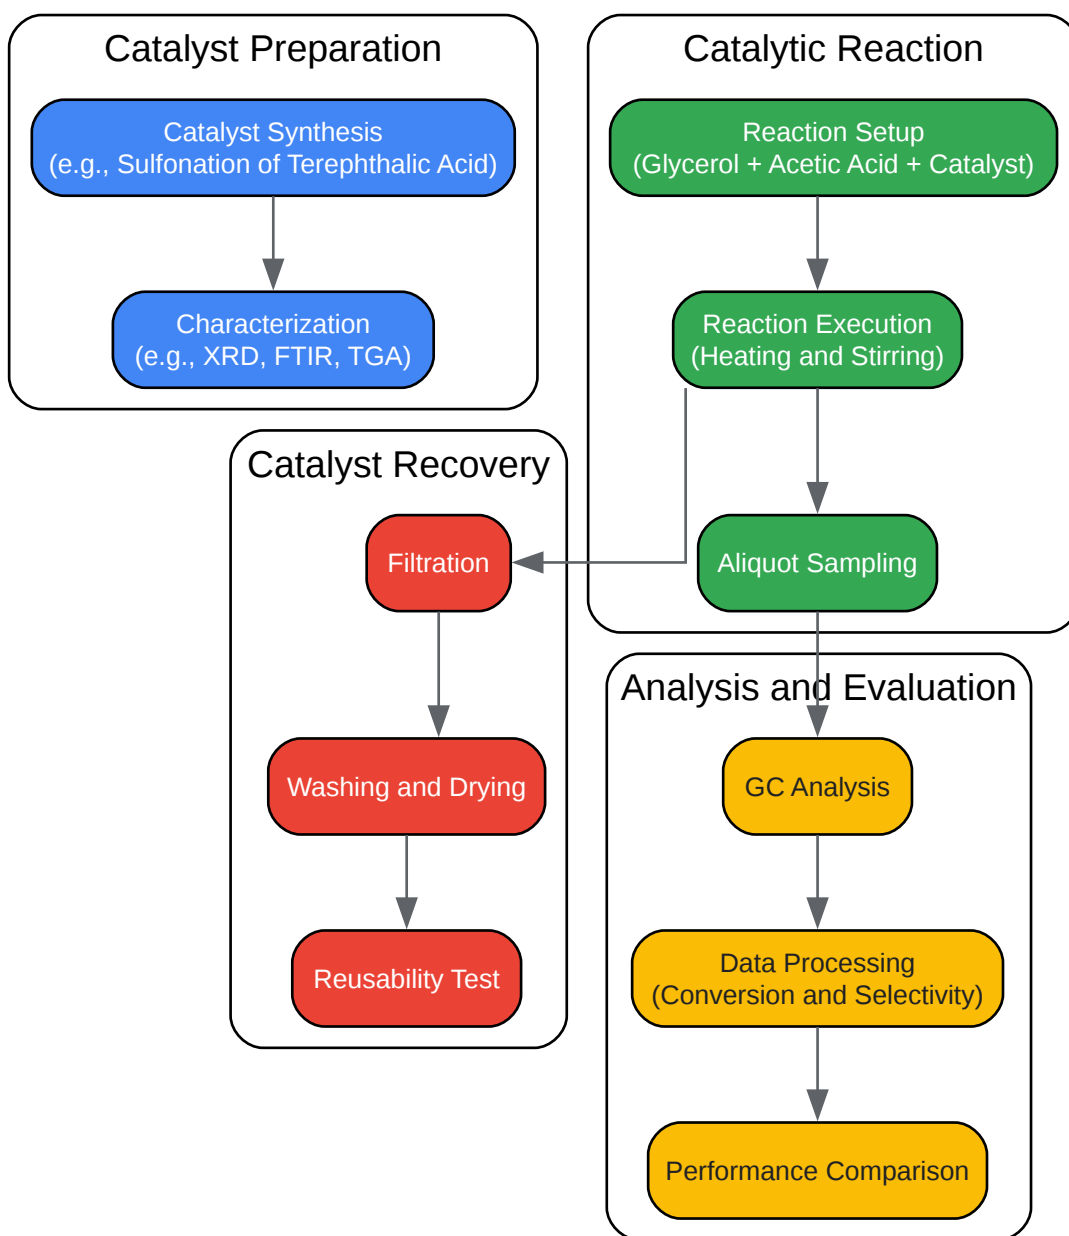 Catalyst Preparation
Catalyst Synthesis
(e.g., Sulfonation of Terephthalic Acid)
Characterization
(e.g., XRD, FTIR, TGA)
Catalytic Reaction
Reaction Setup
(Glycerol + Acetic Acid + Catalyst)
Reaction Execution
(Heating and Stirring)
Aliquot Sampling
Catalyst Recovery
Filtration
Washing and Drying
Reusability Test
Analysis and Evaluation
GC Analysis
Data Processing
(Conversion and Selectivity)
Performance Comparison